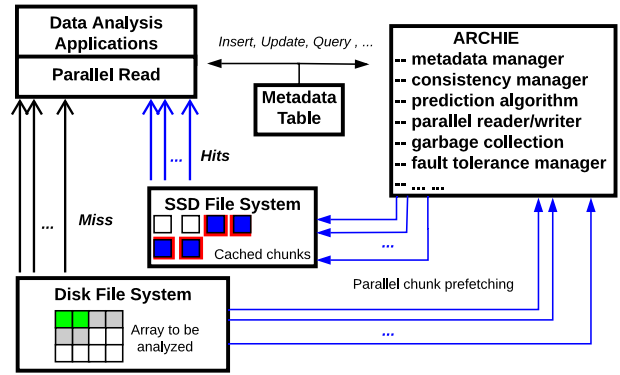 Data Analysis
Applications
Parallel Read
Insert, Update, Query , ...
Metadata
Table
ARCHIE
-- metadata manager
-- consistency manager
-- prediction algorithm
-- parallel reader/writer
-- garbage collection
-- fault tolerance manager
-- ... ...
... Hits
... Miss
SSD File System
Cached chunks
...
Parallel chunk prefetching
Disk File System
Array to be
analyzed
...